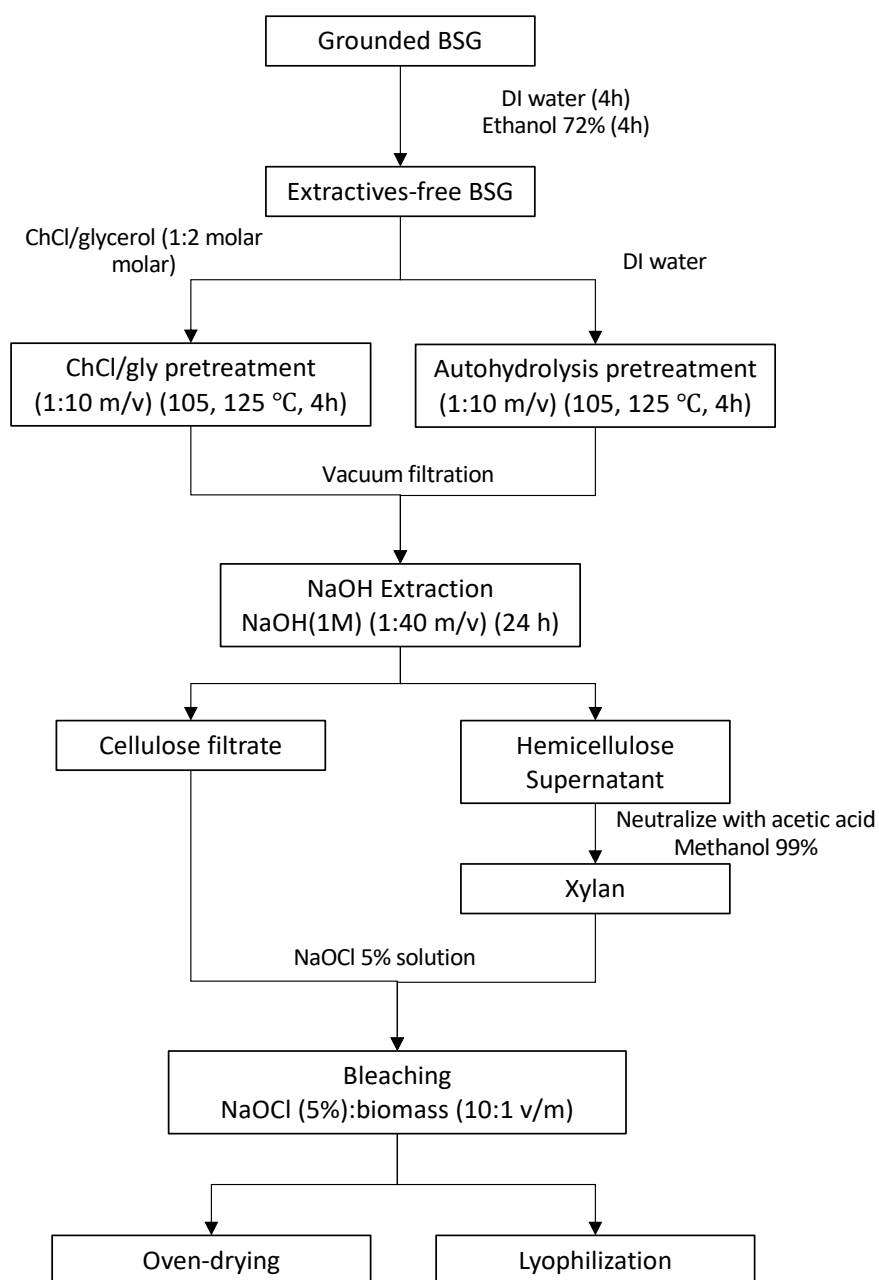 Grounded BSG
DI water (4h)
Ethanol 72% (4h)
Extractives-free BSG
ChCl/glycerol (1:2 molar
molar)
DI water
ChCl/gly pretreatment
(1:10 m/v) (105, 125 ℃, 4h)
Autohydrolysis pretreatment
(1:10 m/v) (105, 125 ℃, 4h)
Vacuum filtration
NaOH Extraction
NaOH(1M) (1:40 m/v) (24 h)
Cellulose filtrate
Hemicellulose
Supernatant
Neutralize with acetic acid
Methanol 99%
Xylan
NaOCl 5% solution
Bleaching
NaOCl (5%):biomass (10:1 v/m)
Oven-drying
Lyophilization